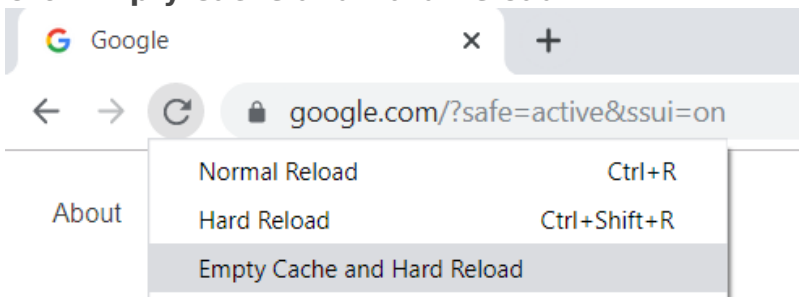 Google
google.com/?safe=active&ssui=on
Normal Reload Ctrl+R
About
Hard Reload Ctrl+Shift+R
Empty Cache and Hard Reload